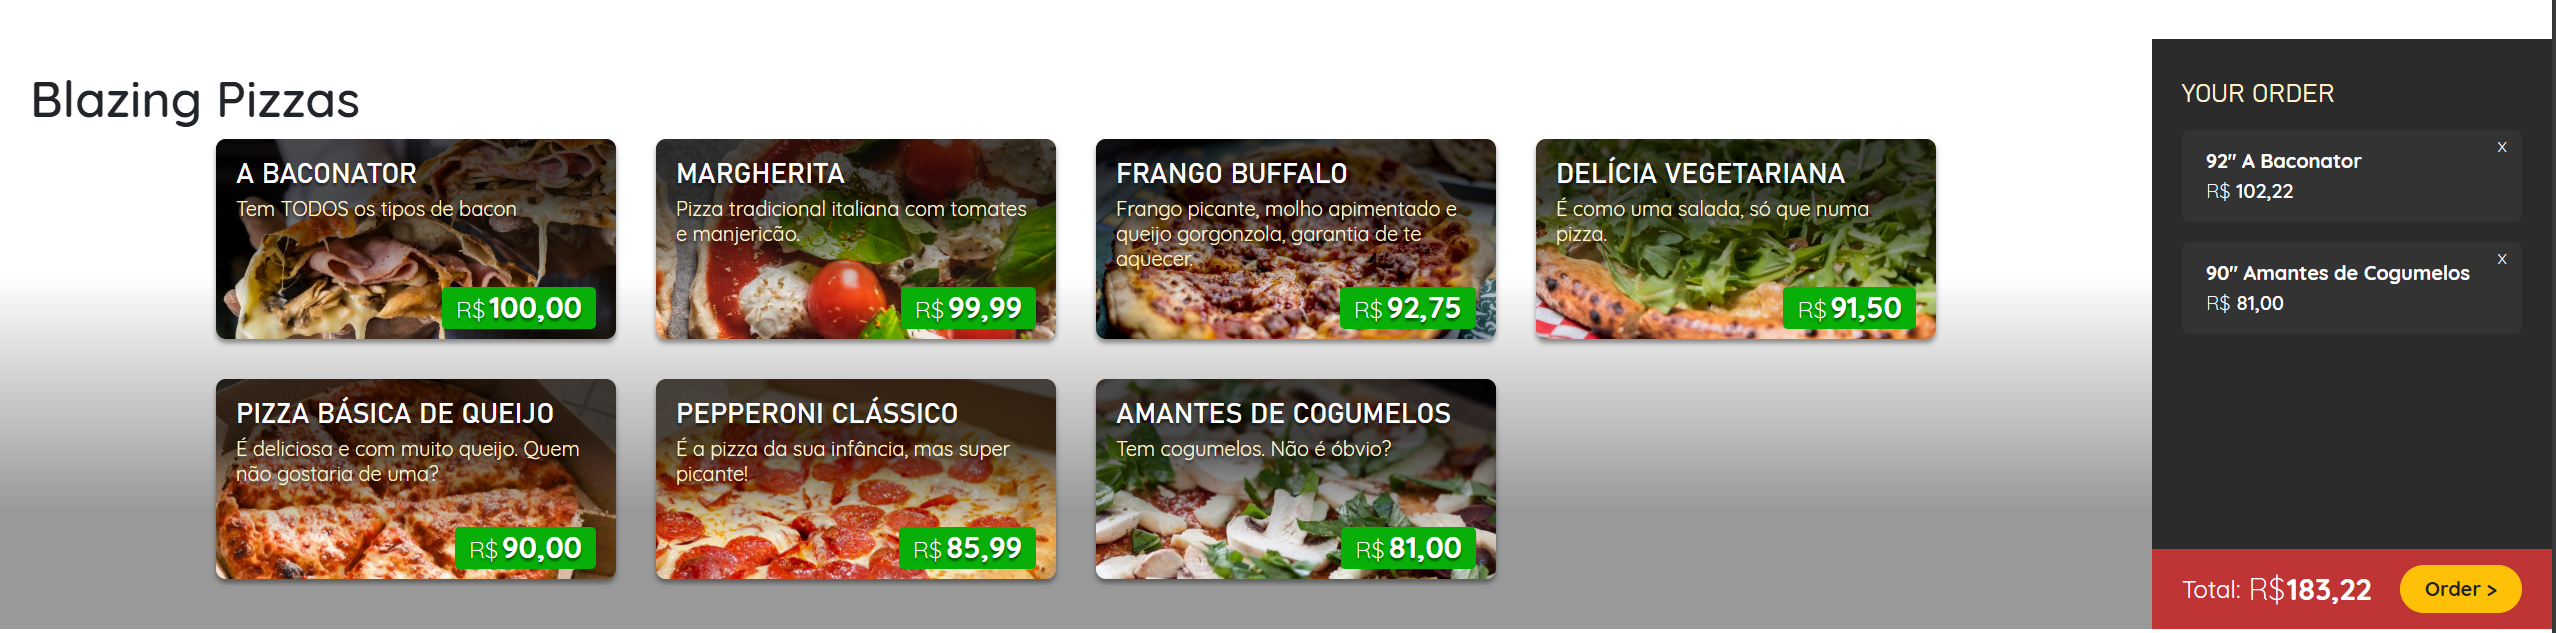 Blazing Pizzas
A BACONATOR
Tem TODOS os tipos de bacon
R$ 100,00
MARGHERITA
Pizza tradicional italiana com tomates
e manjericão.
R$ 99,99
FRANGO BUFFALO
Frango picante, molho apimentado e
queijo gorgonzola, garantia de te
aquecer.
R$ 92,75
DELÍCIA VEGETARIANA
É como uma salada, só que numa
pizza.
R$ 91,50
PIZZA BÁSICA DE QUEIJO
É deliciosa e com muito queijo. Quem
não gostaria de uma?
R$ 90,00
PEPPERONI CLÁSSICO
É a pizza da sua infância, mas super
picante!
R$ 85,99
AMANTES DE COGUMELOS
Tem cogumelos. Não é óbvio?
R$ 81,00
YOUR ORDER
x
92" A Baconator
R$ 102,22
x
90" Amantes de Cogumelos
R$ 81,00
Total: R$183,22
Order >